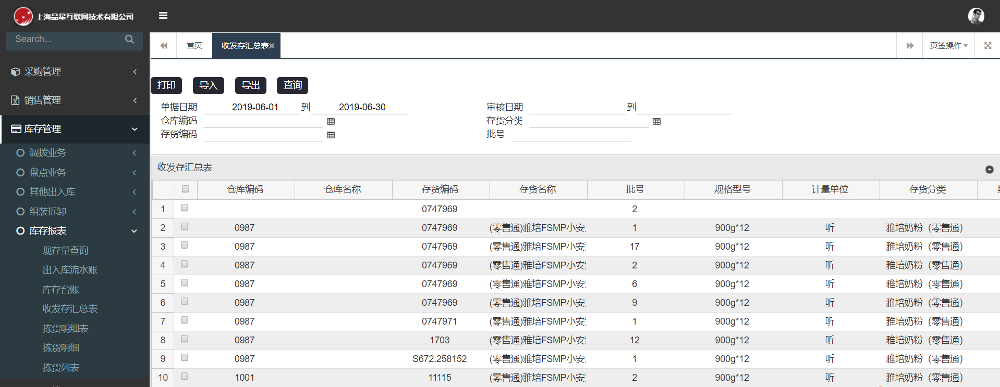 上海品星互联网技术有限公司
Search...
首页
收发存汇总表
页签操作
采购管理
销售管理
库存管理
调拨业务
盘点业务
其他出入库
组装拆卸
库存报表
现存量查询
出入库流水账
库存台账
收发存汇总表
拣货明细表
拣货明细
拣货列表
打印 导入 导出 查询
单据日期 2019-06-01 到 2019-06-30 审核日期 到
仓库编码 存货分类
存货编码 批号
收发存汇总表
仓库编码 仓库名称 存货编码 存货名称 批号 规格型号 计量单位 存货分类
1 0747969 2
2 0987 0747969 (零售通)雅培FSMP小安 1 900g*12 听 雅培奶粉（零售通）
3 0987 0747969 (零售通)雅培FSMP小安 17 900g*12 听 雅培奶粉（零售通）
4 0987 0747969 (零售通)雅培FSMP小安 2 900g*12 听 雅培奶粉（零售通）
5 0987 0747969 (零售通)雅培FSMP小安 6 900g*12 听 雅培奶粉（零售通）
6 0987 0747969 (零售通)雅培FSMP小安 9 900g*12 听 雅培奶粉（零售通）
7 0987 0747971 (零售通)雅培FSMP小安 1 900g*12 听 雅培奶粉（零售通）
8 0987 1703 (零售通)雅培FSMP小安 12 900g*12 听 雅培奶粉（零售通）
9 0987 S672.258152 (零售通)雅培FSMP小安 1 900g*12 听 雅培奶粉（零售通）
10 1001 11115 (零售通)雅培FSMP小安 2 900g*12 听 雅培奶粉（零售通）